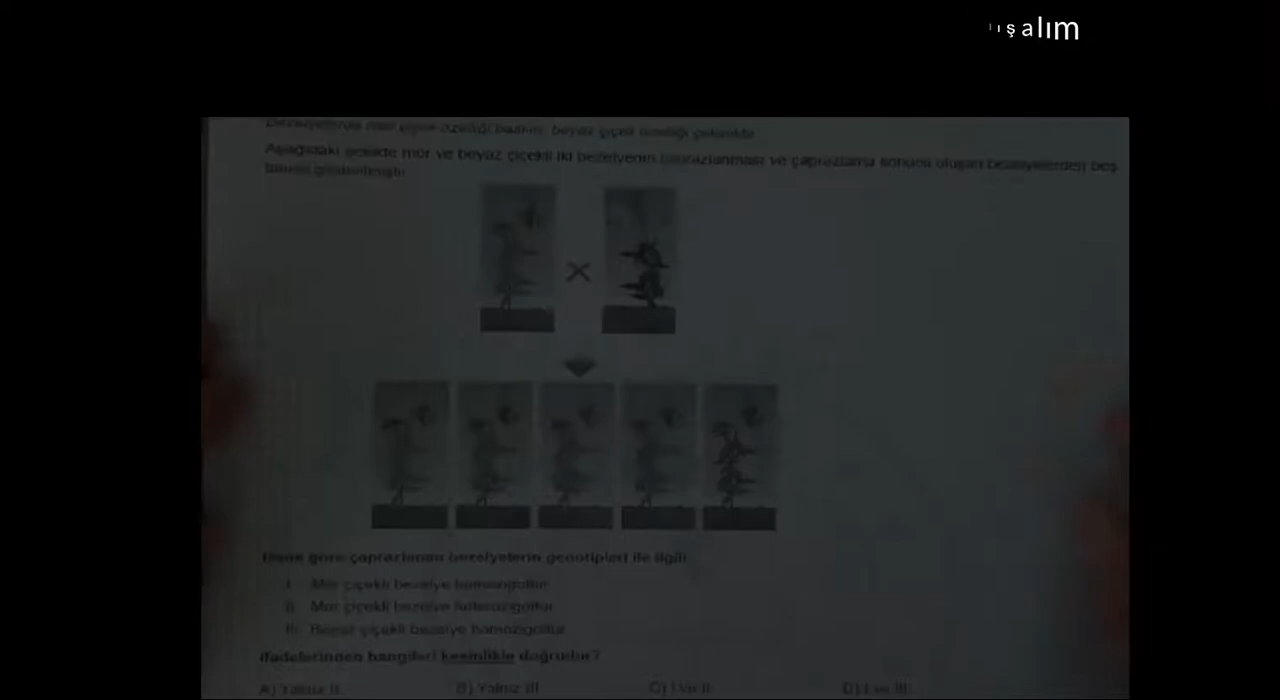 şalım
Bezelyelerde mor çiçek özelliği baskın, beyaz çiçek özelliği çekiniktir.
Aşağıdaki şekilde mor ve beyaz çiçekli iki bezelyenin çaprazlanması ve çaprazlama sonucu oluşan bezelyelerden beş
tanesi gösterilmiştir.
Buna göre çaprazlanan bezelyelerin genotipleri ile ilgili
I. Mor çiçekli bezelye homozigottur.
II. Mor çiçekli bezelye heterozigottur.
III. Beyaz çiçekli bezelye homozigottur.
ifadelerinden hangileri kesinlikle doğrudur?
A) Yalnız II. B) Yalnız III. C) I ve II. D) I ve III.